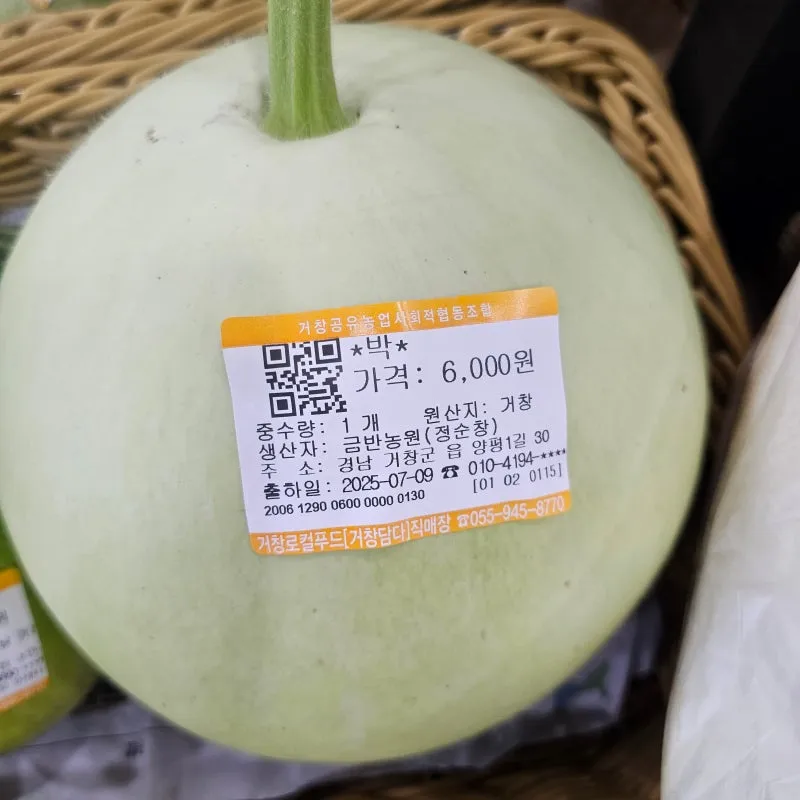 거창공유농업사회적협동조합
*박*
가격: 6,000원
중수량: 1 개 원산지: 거창
생산자: 금반농원(정순창)
주 소: 경남 거창군 읍 양평1길 30
출하일: 2025-07-09 ☎ 010-4194-****
2006 1290 0600 0000 0130 [01 02 0115]
거창로컬푸드[거창담다]직매장 ☎055-945-8770